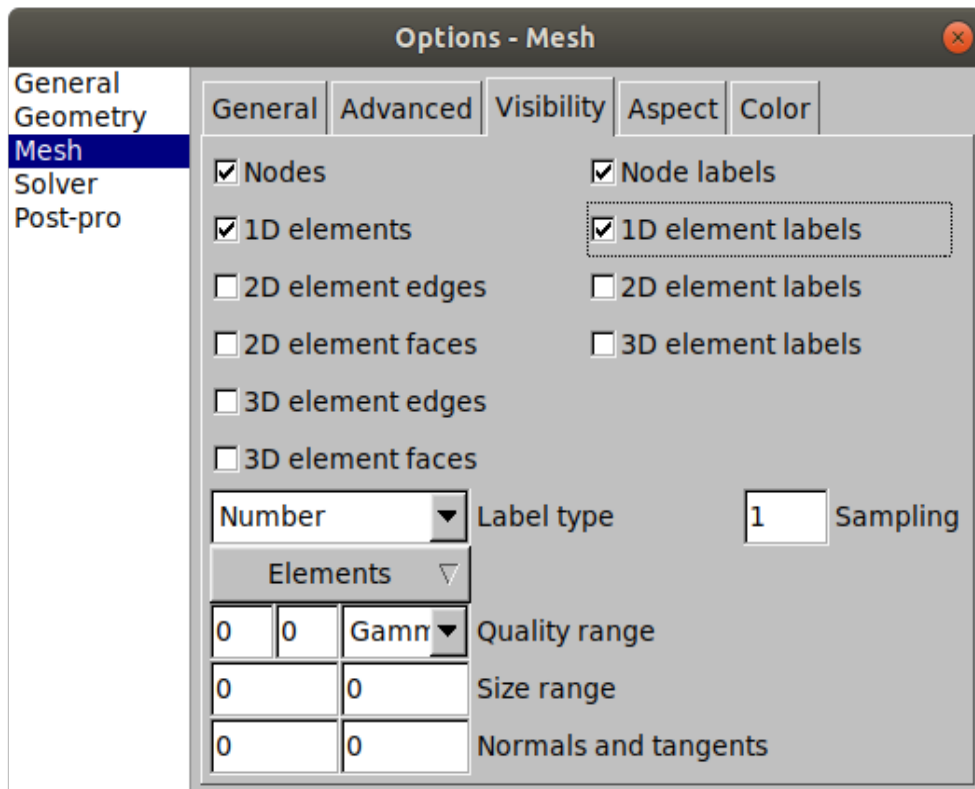 Options - Mesh
General
Geometry
Mesh
Solver
Post-pro
General Advanced Visibility Aspect Color
Nodes Node labels
1D elements 1D element labels
2D element edges 2D element labels
2D element faces 3D element labels
3D element edges
3D element faces
Number Label type 1 Sampling
Elements
0 0 Gamm Quality range
0 0 Size range
0 0 Normals and tangents